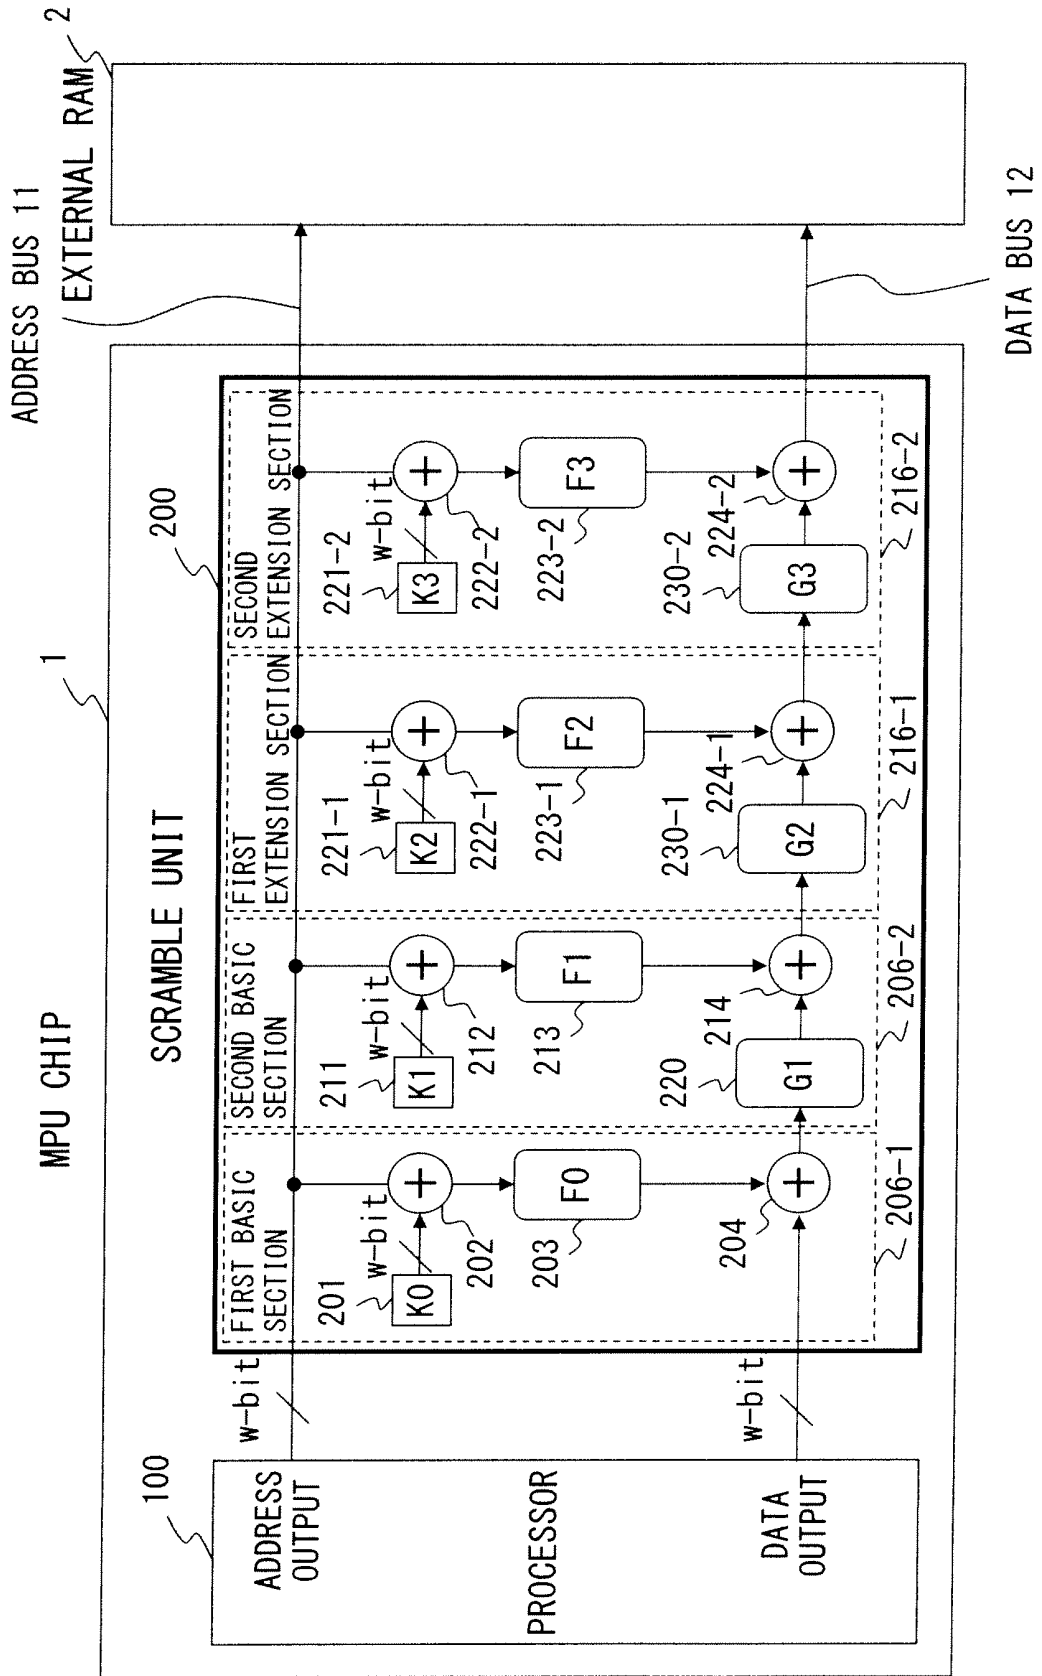 MPU CHIP
1
ADDRESS BUS 11
EXTERNAL RAM
2
SCRAMBLE UNIT
200
100
ADDRESS
OUTPUT
PROCESSOR
DATA
OUTPUT
w-bit
w-bit
FIRST BASIC
SECTION
201
K0
w-bit
202
F0
203
204
206-1
SECOND BASIC
SECTION
211
K1
w-bit
212
F1
213
220
G1
214
206-2
FIRST
EXTENSION SECTION
221-1
K2
w-bit
222-1
F2
223-1
230-1
G2
224-1
216-1
SECOND
EXTENSION SECTION
221-2
K3
w-bit
222-2
F3
223-2
230-2
G3
224-2
216-2
DATA BUS 12